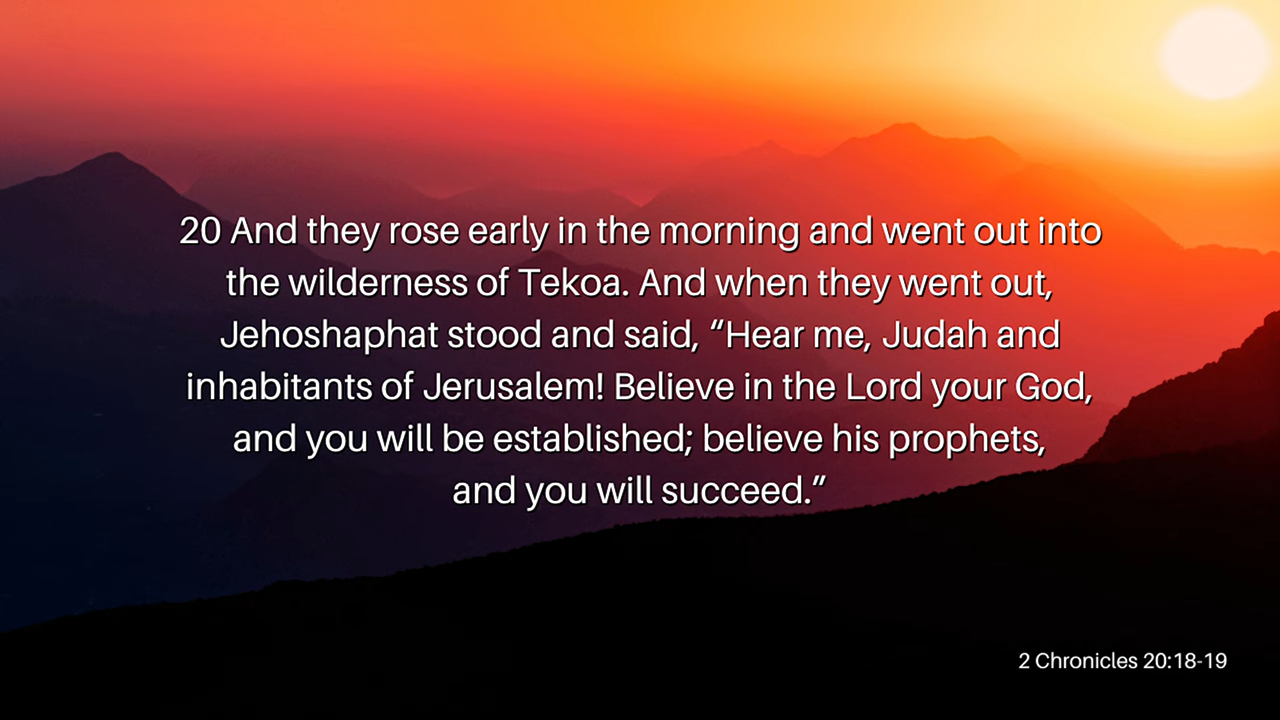 20 And they rose early in the morning and went out into
the wilderness of Tekoa. And when they went out,
Jehoshaphat stood and said, “Hear me, Judah and
inhabitants of Jerusalem! Believe in the Lord your God,
and you will be established; believe his prophets,
and you will succeed.”
2 Chronicles 20:18-19